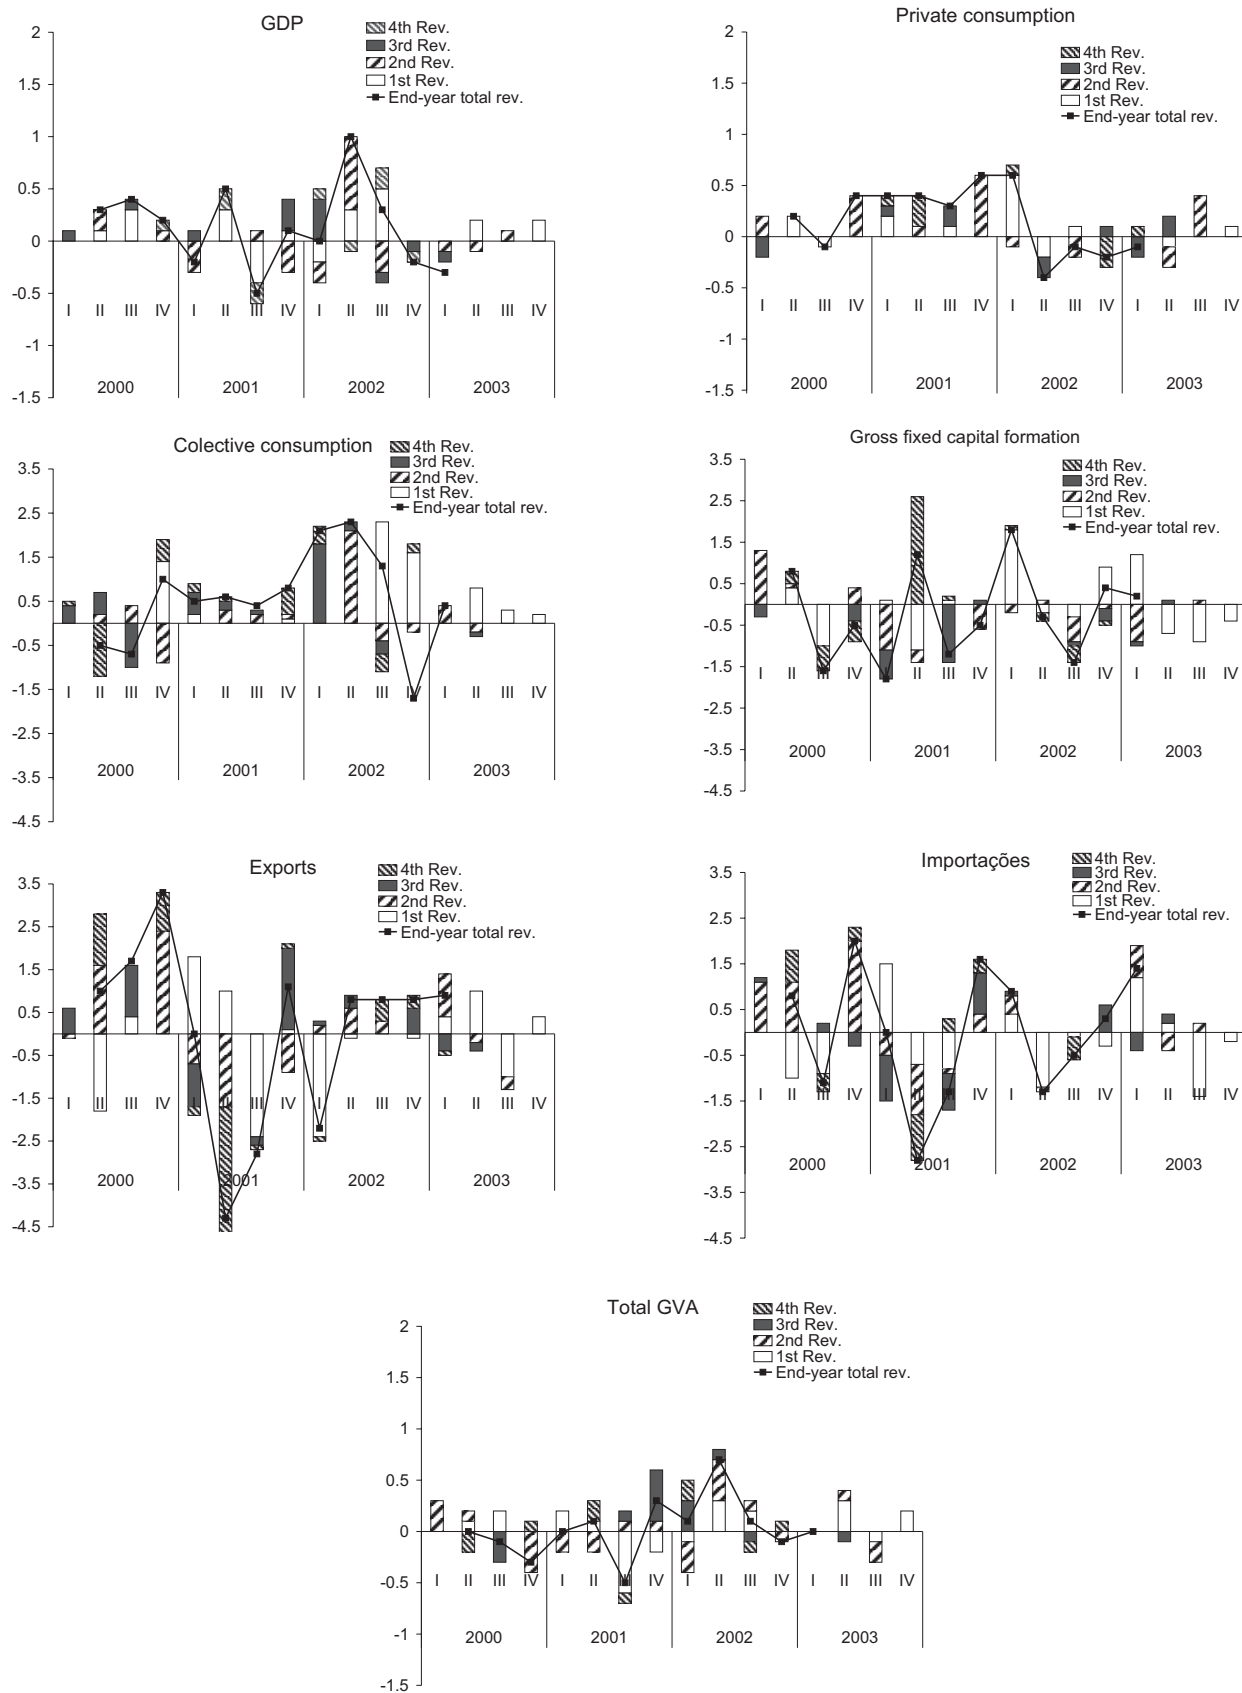 GDP
4th Rev.
3rd Rev.
2nd Rev.
1st Rev.
End-year total rev.
2
1.5
1
0.5
0
-0.5
-1
-1.5
I II III IV I II III IV I II III IV I II III IV
2000 2001 2002 2003
Private consumption
4th Rev.
3rd Rev.
2nd Rev.
1st Rev.
End-year total rev.
2
1.5
1
0.5
0
-0.5
-1
-1.5
I II III IV I II III IV I II III IV I II III IV
2000 2001 2002 2003
Colective consumption
4th Rev.
3rd Rev.
2nd Rev.
1st Rev.
End-year total rev.
3.5
2.5
1.5
0.5
-0.5
-1.5
-2.5
-3.5
-4.5
I II III IV I II III IV I II III IV I II III IV
2000 2001 2002 2003
Gross fixed capital formation
4th Rev.
3rd Rev.
2nd Rev.
1st Rev.
End-year total rev.
3.5
2.5
1.5
0.5
-0.5
-1.5
-2.5
-3.5
-4.5
I II III IV I II III IV I II III IV I II III IV
2000 2001 2002 2003
Exports
4th Rev.
3rd Rev.
2nd Rev.
1st Rev.
End-year total rev.
3.5
2.5
1.5
0.5
-0.5
-1.5
-2.5
-3.5
-4.5
I II III IV I II III IV I II III IV I II III IV
2000 2001 2002 2003
Importações
4th Rev.
3rd Rev.
2nd Rev.
1st Rev.
End-year total rev.
3.5
2.5
1.5
0.5
-0.5
-1.5
-2.5
-3.5
-4.5
I II III IV I II III IV I II III IV I II III IV
2000 2001 2002 2003
Total GVA
4th Rev.
3rd Rev.
2nd Rev.
1st Rev.
End-year total rev.
2
1.5
1
0.5
0
-0.5
-1
-1.5
I II III IV I II III IV I II III IV I II III IV
2000 2001 2002 2003